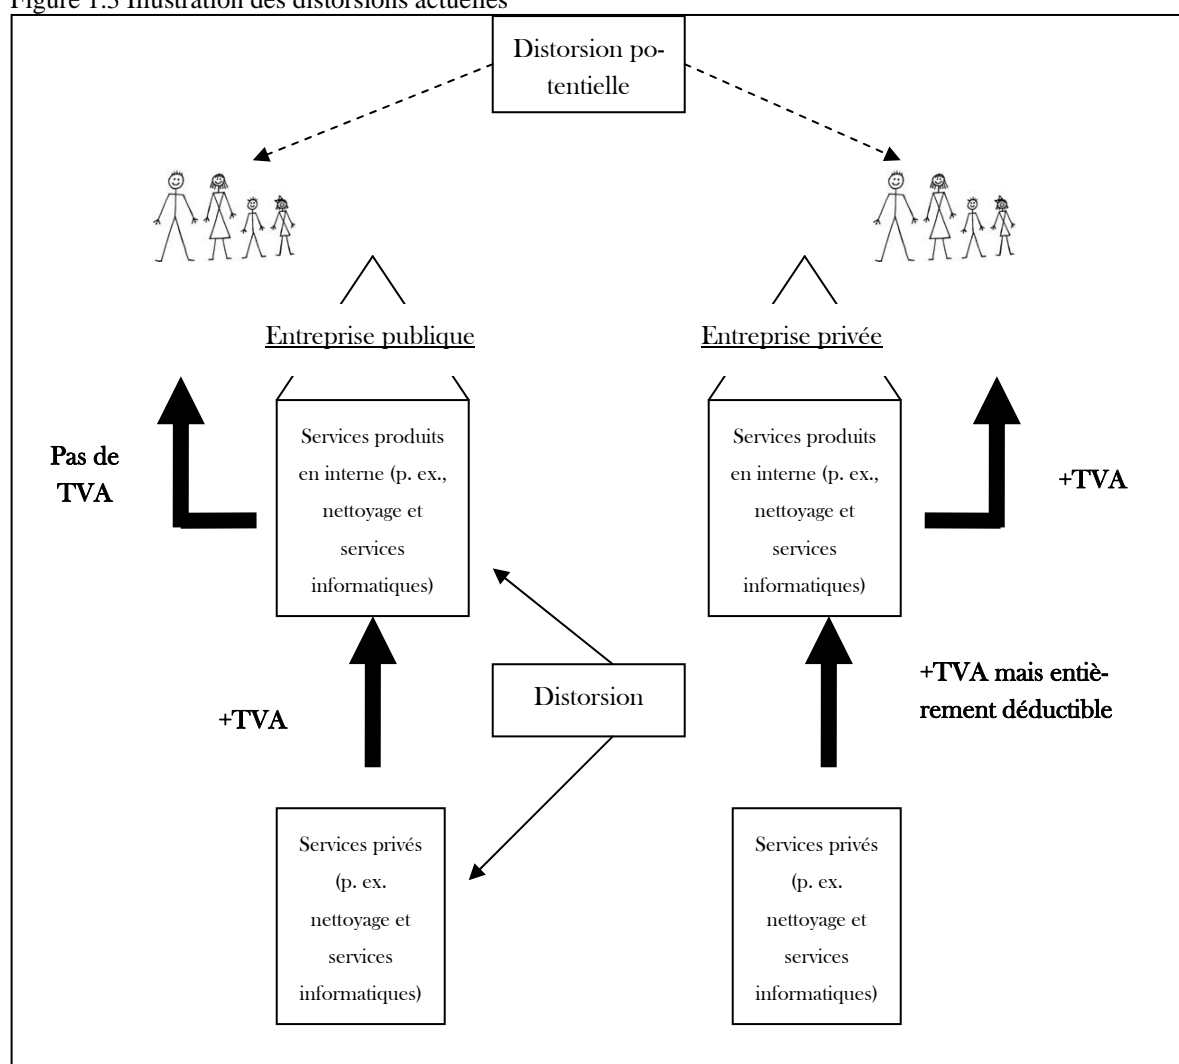 Figure 1.3 Illustration des distorsions actuelles
Distorsion po-
tentielle
Entreprise publique
Entreprise privée
Pas de
TVA
Services produits
en interne (p. ex.,
nettoyage et
services
informatiques)
Services produits
en interne (p. ex.,
nettoyage et
services
informatiques)
+TVA
+TVA
Distorsion
+TVA mais entiè-
rement déductible
Services privés
(p. ex.
nettoyage et
services
informatiques)
Services privés
(p. ex.
nettoyage et
services
informatiques)